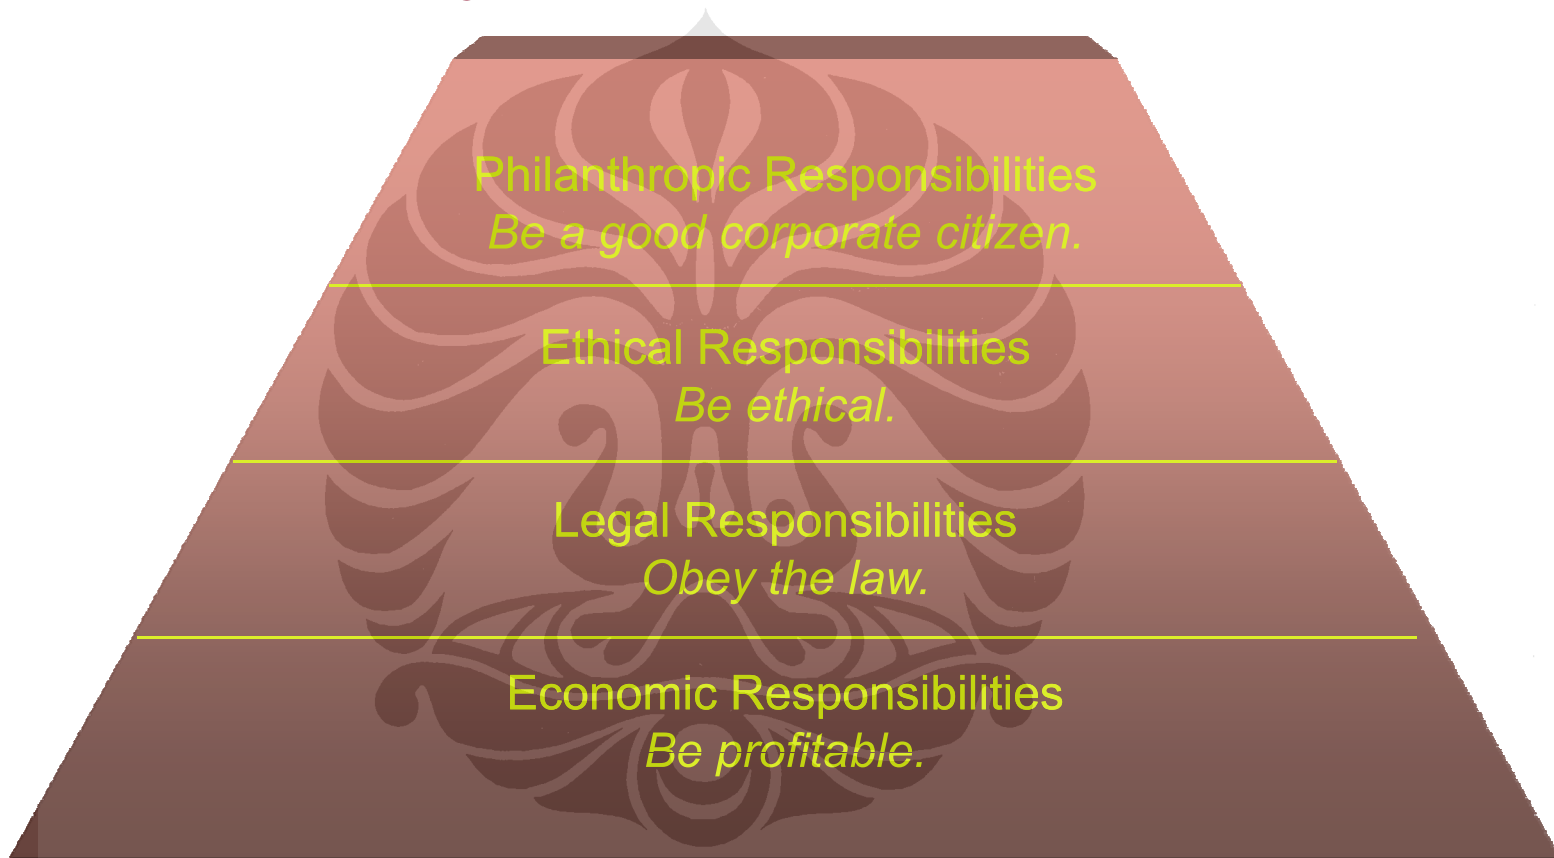 Philanthropic Responsibilities
Be a good corporate citizen.
Ethical Responsibilities
Be ethical.
Legal Responsibilities
Obey the law.
Economic Responsibilities
Be profitable.